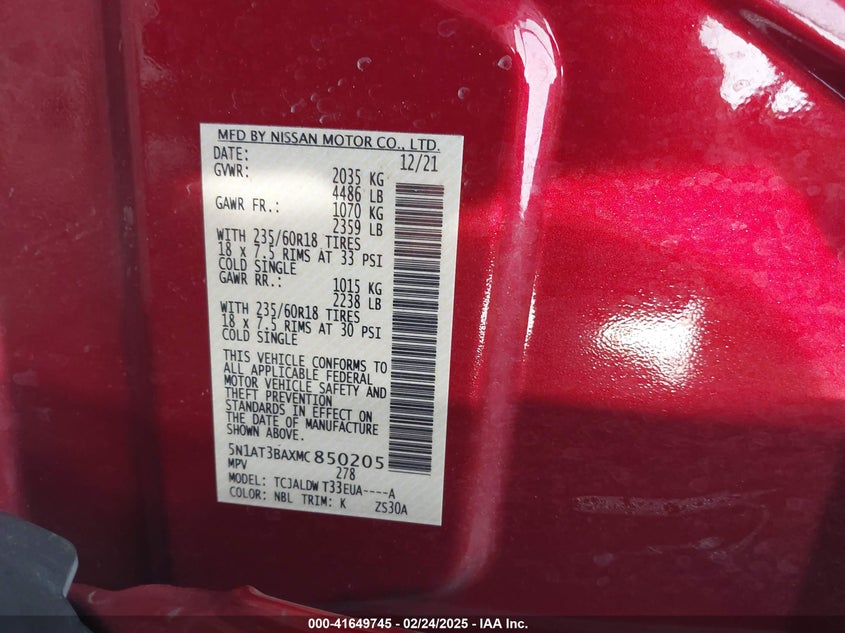 MFD BY NISSAN MOTOR CO., LTD.
DATE: 12/21
GVWR: 2035 KG
4486 LB
GAWR FR.: 1070 KG
2359 LB
WITH 235/60R18 TIRES
18 x 7.5 RIMS AT 33 PSI
COLD SINGLE
GAWR RR.: 1015 KG
2238 LB
WITH 235/60R18 TIRES
18 x 7.5 RIMS AT 30 PSI
COLD SINGLE
THIS VEHICLE CONFORMS TO
ALL APPLICABLE FEDERAL
MOTOR VEHICLE SAFETY AND
THEFT PREVENTION
STANDARDS IN EFFECT ON
THE DATE OF MANUFACTURE
SHOWN ABOVE.
5N1AT3BAXMC850205
MPV 278
MODEL: TCJALDW T33EUA----A
COLOR: NBL TRIM: K ZS30A
000-41649745 - 02/24/2025 - IAA Inc.